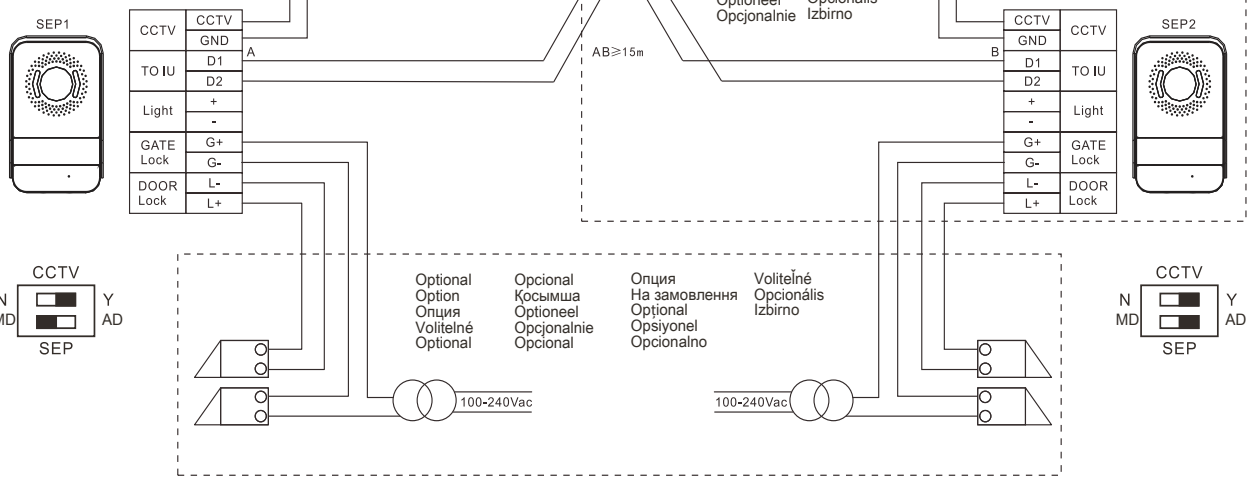 Optioneel Opcionális
Opcjonalnie Izbirno
SEP1
CCTV CCTV
GND
A
TO IU D1
D2
Light +
-
GATE Lock G+
G-
DOOR Lock L-
L+
AB≥15m
B
CCTV CCTV
GND
D1 TO IU
D2
+ Light
-
G+ GATE Lock
G-
L- DOOR Lock
L+
SEP2
CCTV
N Y
MD AD
SEP
Optional Opcional Опция Voliteľné
Option Қосымша На замовлення Opcionális
Опция Optioneel Opțional Izbirno
Volitelné Opcjonalnie Opsiyonel
Optional Opcional Opcionalno
100-240Vac
100-240Vac
CCTV
N Y
MD AD
SEP